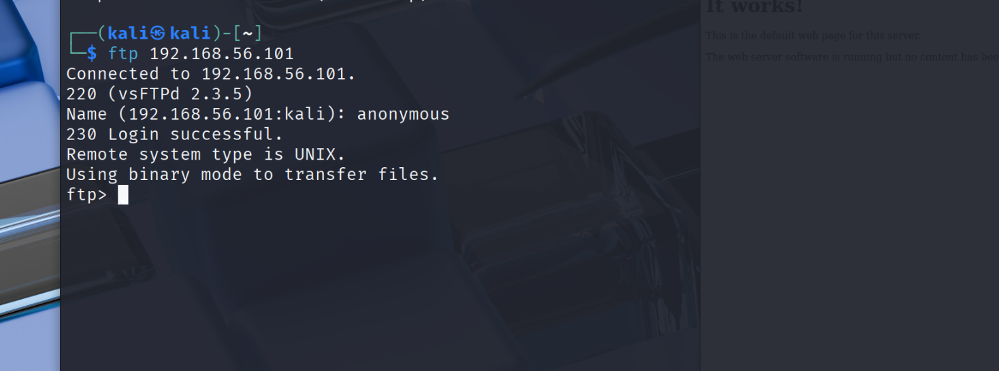 ┌──(kali㉿kali)-[~]
└─$ ftp 192.168.56.101
Connected to 192.168.56.101.
220 (vsFTPd 2.3.5)
Name (192.168.56.101:kali): anonymous
230 Login successful.
Remote system type is UNIX.
Using binary mode to transfer files.
ftp>
It works!
This is the default web page for this server.
The web server software is running but no content has